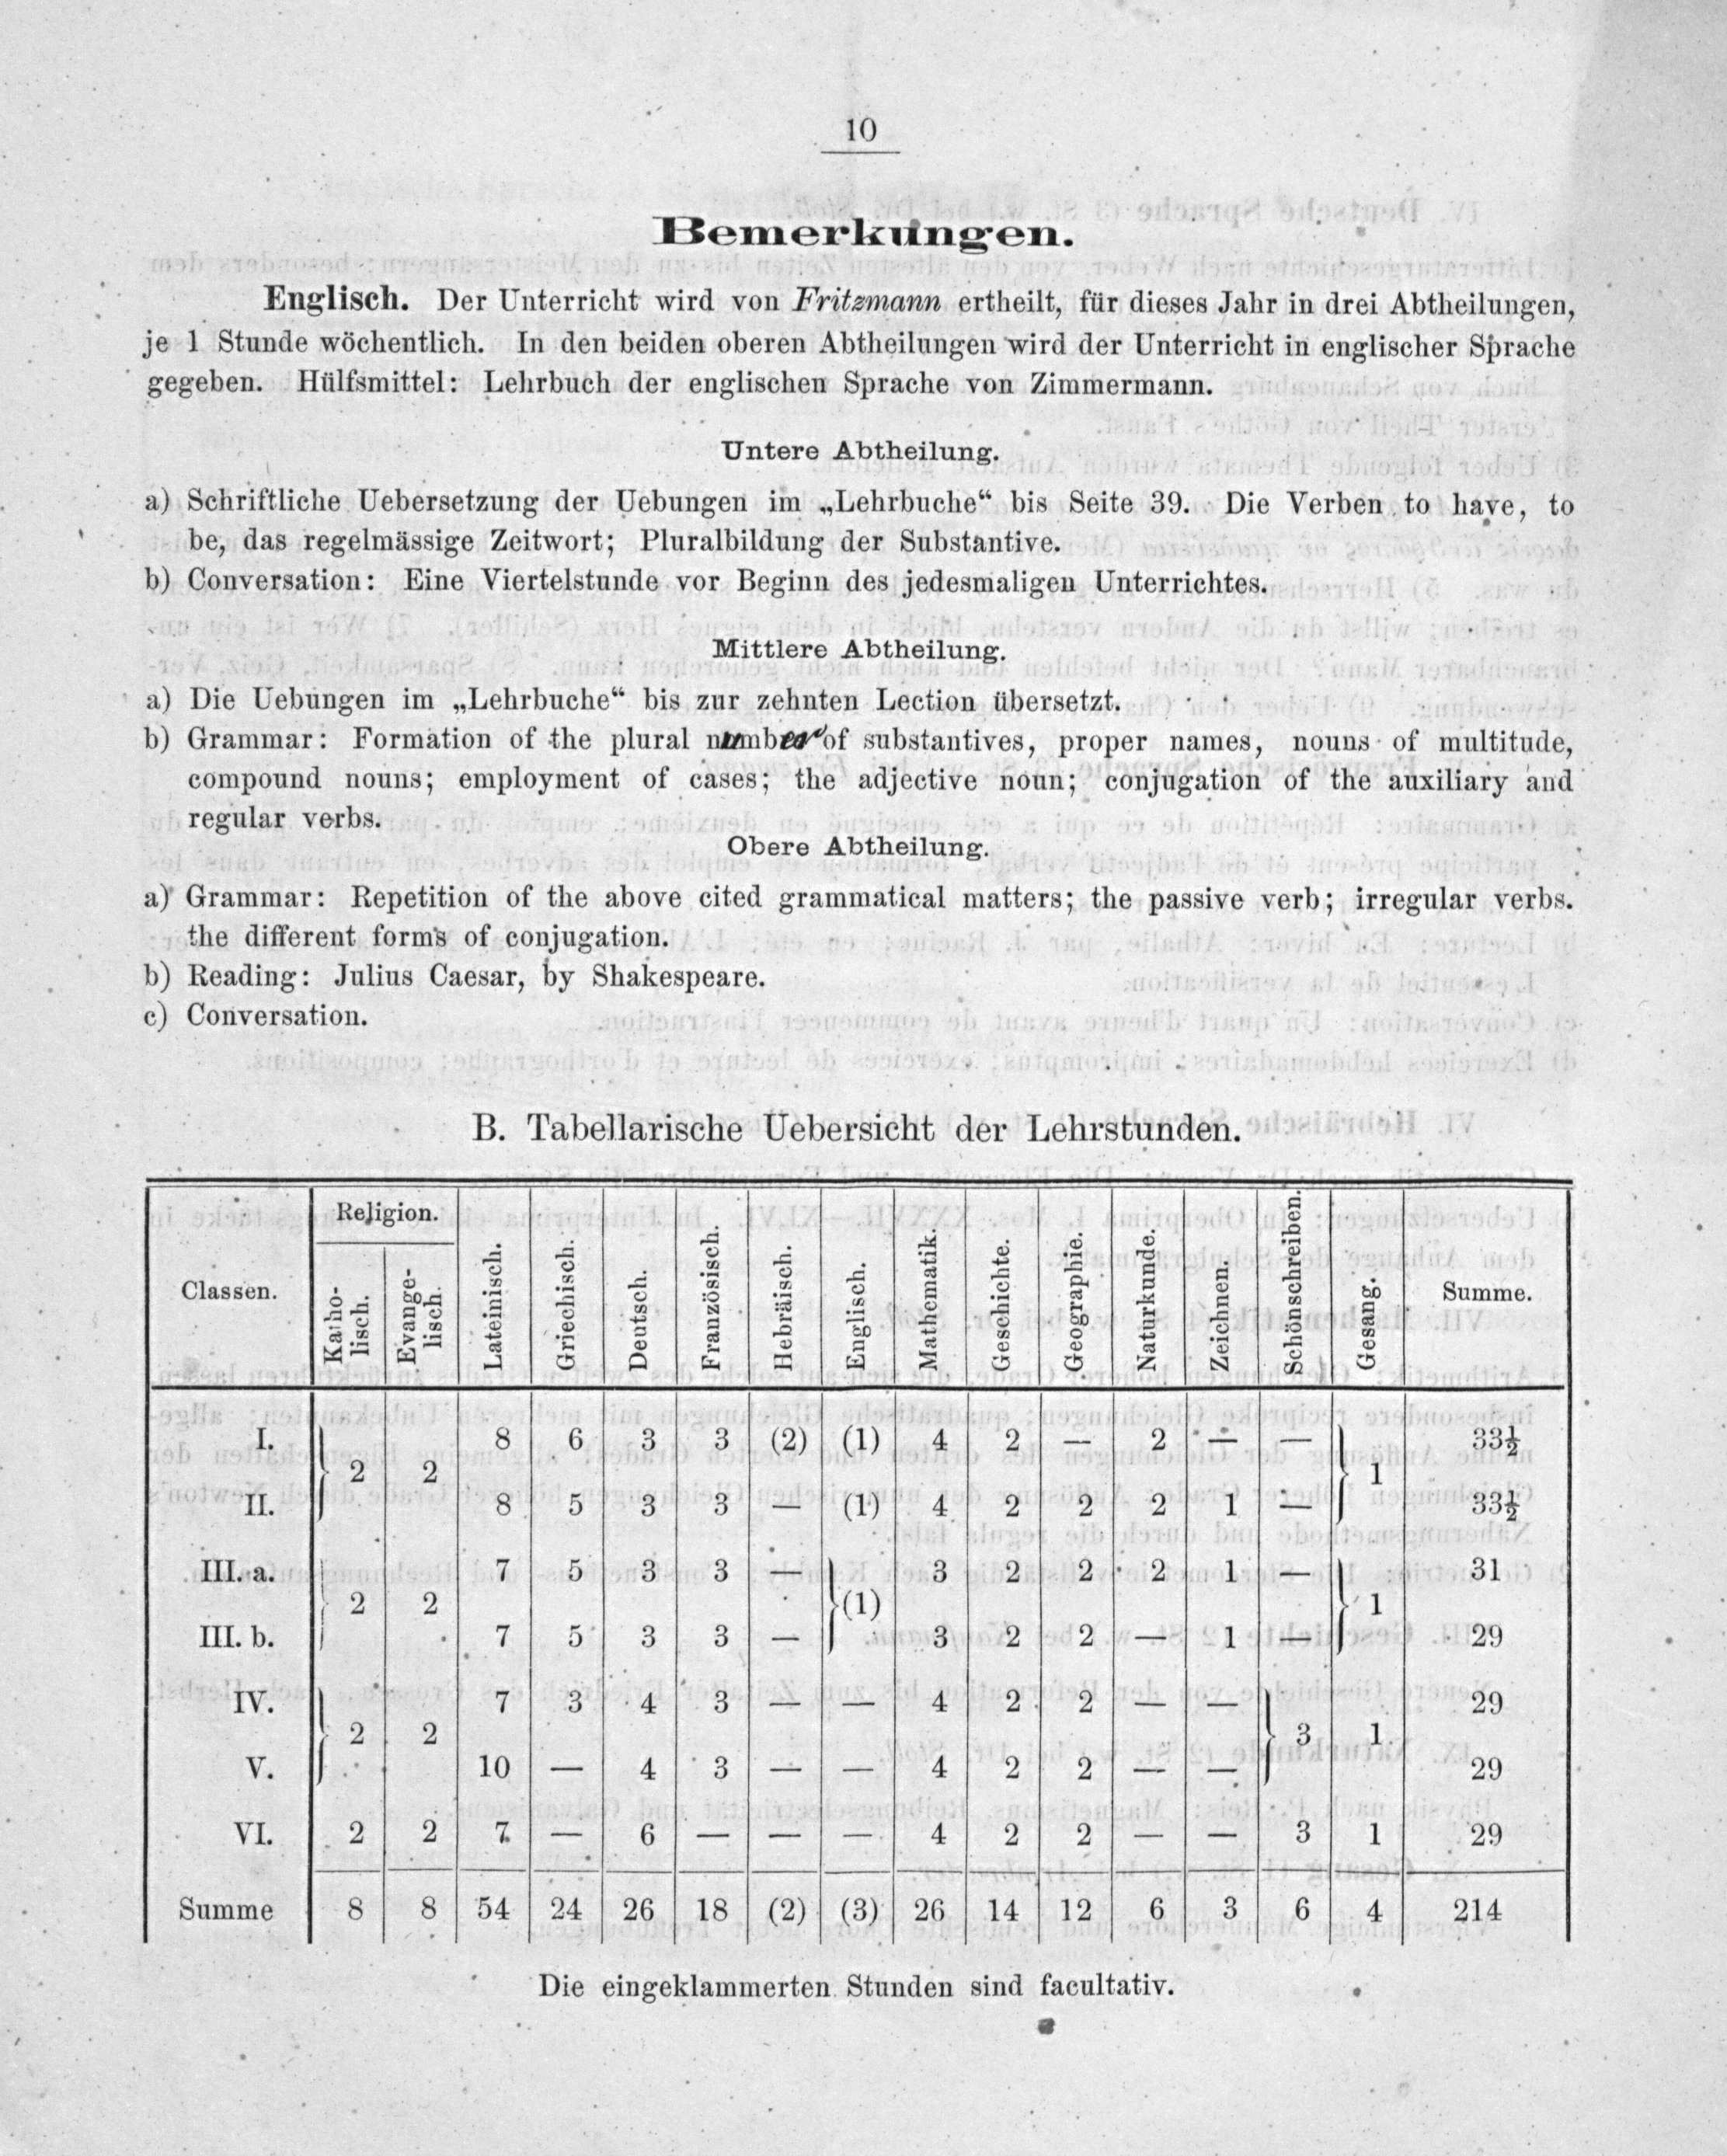 10
Bemerkungen.
Englisch. Der Unterricht wird von Fritzmann ertheilt, für dieses Jahr in drei Abtheilungen,
je 1 Stunde wöchentlich. In den beiden oberen Abtheilungen wird der Unterricht in englischer Sprache
gegeben. Hülfsmittel: Lehrbuch der englischen Sprache von Zimmermann.
Untere Abtheilung.
a) Schriftliche Uebersetzung der Uebungen im „Lehrbuche“ bis Seite 39. Die Verben to have, to
be, das regelmässige Zeitwort; Pluralbildung der Substantive.
b) Conversation: Eine Viertelstunde vor Beginn des jedesmaligen Unterrichtes.
Mittlere Abtheilung.
a) Die Uebungen im „Lehrbuche“ bis zur zehnten Lection übersetzt.
b) Grammar: Formation of the plural number of substantives, proper names, nouns of multitude,
compound nouns; employment of cases; the adjective noun; conjugation of the auxiliary and
regular verbs.
Obere Abtheilung.
a) Grammar: Repetition of the above cited grammatical matters; the passive verb; irregular verbs.
the different forms of conjugation.
b) Reading: Julius Caesar, by Shakespeare.
c) Conversation.
B. Tabellarische Uebersicht der Lehrstunden.
Classen. Religion. Katho-lisch. Evange-lisch. Lateinisch. Griechisch. Deutsch. Französisch. Hebräisch. Englisch. Mathematik. Geschichte. Geographie. Naturkunde. Zeichnen. Schönschreiben. Gesang. Summe.
I. 8 6 3 3 (2) (1) 4 2 — 2 — — 33½
2 2 1
II. 8 5 3 3 — (1) 4 2 2 2 1 — 33½
III. a. 7 5 3 3 — 3 2 2 2 1 — 31
2 2 (1) 1
III. b. 7 5 3 3 — 3 2 2 — 1 — 29
IV. 7 3 4 3 — — 4 2 2 — — 29
2 2 3 1
V. 10 — 4 3 — — 4 2 2 — — 29
VI. 2 2 7 — 6 — — — 4 2 2 — — 3 1 29
Summe 8 8 54 24 26 18 (2) (3) 26 14 12 6 3 6 4 214
Die eingeklammerten Stunden sind facultativ.